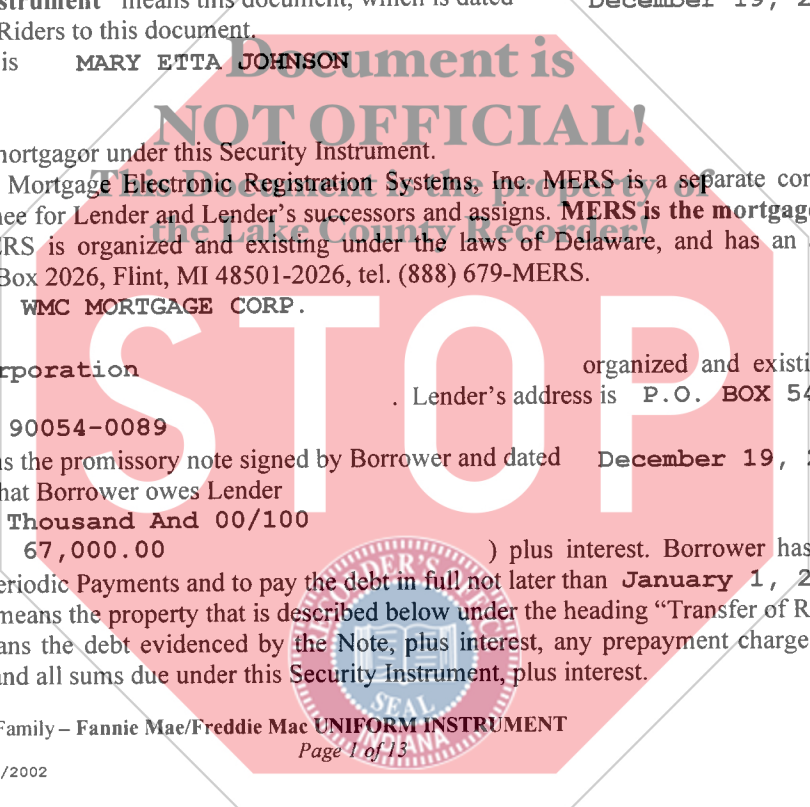 strument" means this document, which is dated December 19, 2
Riders to this document.
is MARY ETTA JOHNSON
Document is
NOT OFFICIAL!
This Document is the property of
the Lake County Recorder!
mortgagor under this Security Instrument.
Mortgage Electronic Registration Systems, Inc. MERS is a separate cor
ee for Lender and Lender's successors and assigns. MERS is the mortgage
ERS is organized and existing under the laws of Delaware, and has an
Box 2026, Flint, MI 48501-2026, tel. (888) 679-MERS.
WMC MORTGAGE CORP.
STOP
rporation organized and existi
. Lender's address is P.O. BOX 54
90054-0089
s the promissory note signed by Borrower and dated December 19, 2
hat Borrower owes Lender
Thousand And 00/100
67,000.00 ) plus interest. Borrower has
eriodic Payments and to pay the debt in full not later than January 1, 2
means the property that is described below under the heading "Transfer of R
ans the debt evidenced by the Note, plus interest, any prepayment charge
nd all sums due under this Security Instrument, plus interest.
SEAL
INDIANA
Family – Fannie Mae/Freddie Mac UNIFORM INSTRUMENT
Page 1 of 13
/2002